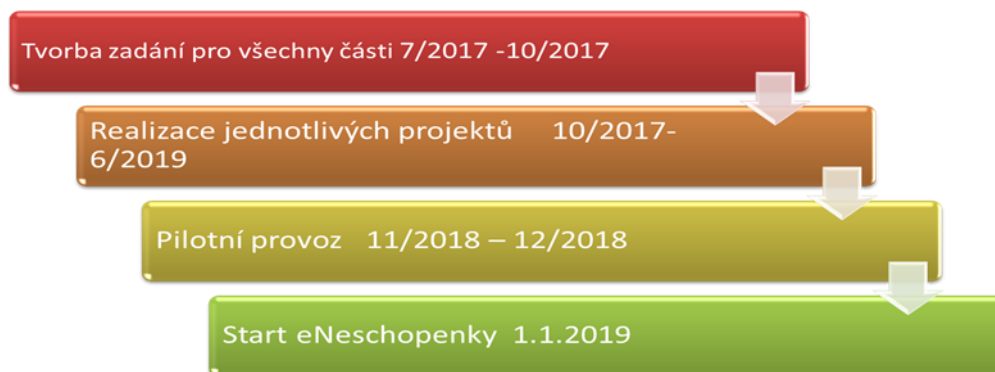 Tvorba zadání pro všechny části 7/2017 -10/2017
Realizace jednotlivých projektů 10/2017-
6/2019
Pilotní provoz 11/2018 – 12/2018
Start eNeschopenky 1.1.2019